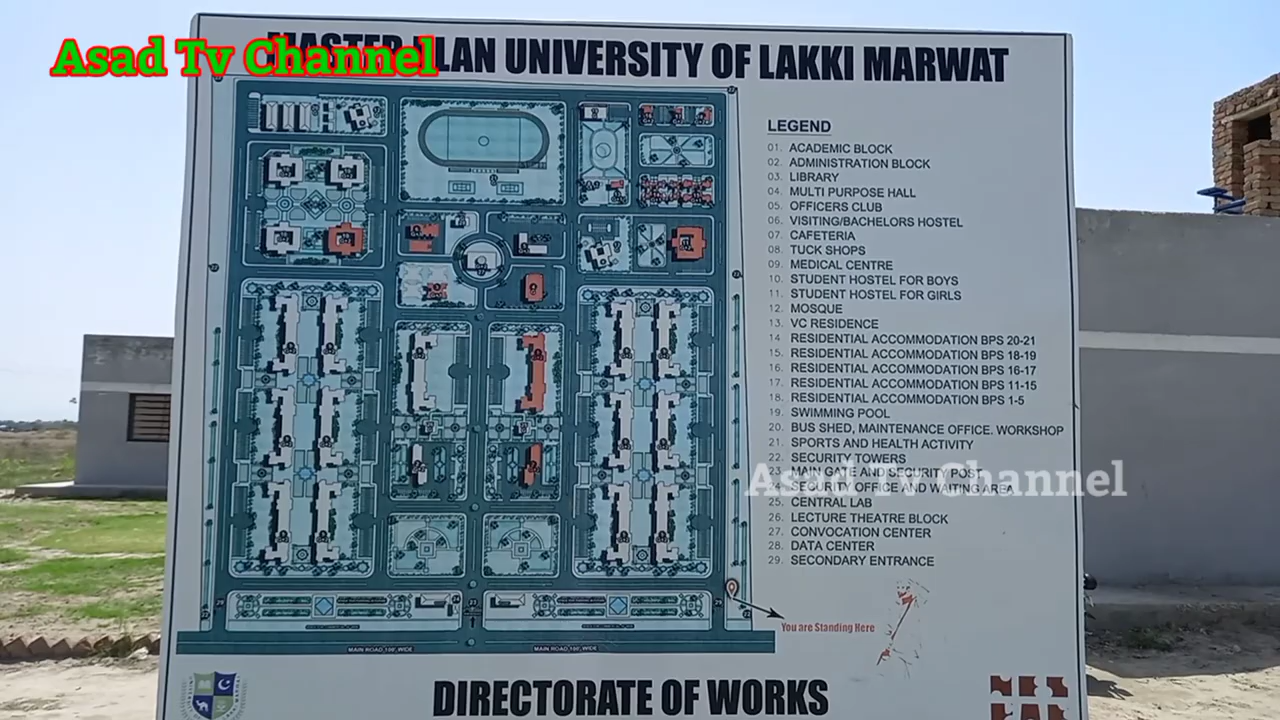 Asad Tv Channel
MASTER PLAN UNIVERSITY OF LAKKI MARWAT
LEGEND
01. ACADEMIC BLOCK
02. ADMINISTRATION BLOCK
03. LIBRARY
04. MULTI PURPOSE HALL
05. OFFICERS CLUB
06. VISITING/BACHELORS HOSTEL
07. CAFETERIA
08. TUCK SHOPS
09. MEDICAL CENTRE
10. STUDENT HOSTEL FOR BOYS
11. STUDENT HOSTEL FOR GIRLS
12. MOSQUE
13. VC RESIDENCE
14 RESIDENTIAL ACCOMMODATION BPS 20-21
15. RESIDENTIAL ACCOMMODATION BPS 18-19
16. RESIDENTIAL ACCOMMODATION BPS 16-17
17. RESIDENTIAL ACCOMMODATION BPS 11-15
18. RESIDENTIAL ACCOMMODATION BPS 1-5
19. SWIMMING POOL
20. BUS SHED, MAINTENANCE OFFICE. WORKSHOP
21. SPORTS AND HEALTH ACTIVITY
22. SECURITY TOWERS
23 MAIN GATE AND SECURITY POST
Asad Tv Channel
24. SECURITY OFFICE AND WAITING AREA
25. CENTRAL LAB
26. LECTURE THEATRE BLOCK
27. CONVOCATION CENTER
28. DATA CENTER
29. SECONDARY ENTRANCE
You are Standing Here
MAIN ROAD 100' WIDE
MAIN ROAD 100' WIDE
DIRECTORATE OF WORKS